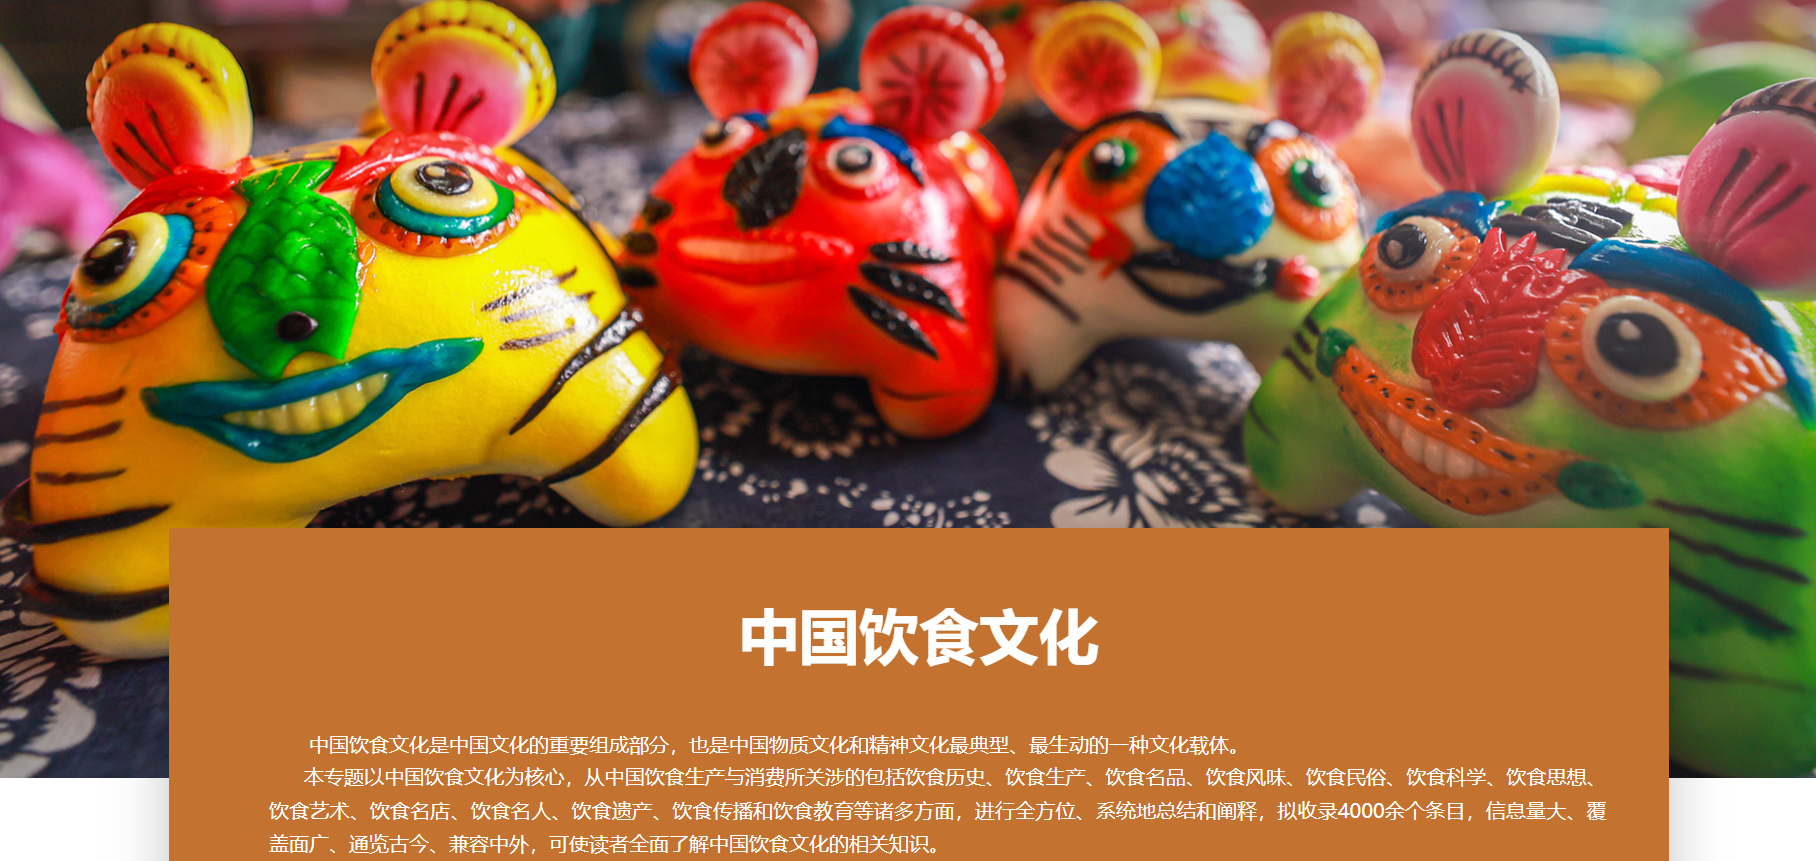 中国饮食文化
中国饮食文化是中国文化的重要组成部分，也是中国物质文化和精神文化最典型、最生动的一种文化载体。
本专题以中国饮食文化为核心，从中国饮食生产与消费所关涉的包括饮食历史、饮食生产、饮食名品、饮食风味、饮食民俗、饮食科学、饮食思想、
饮食艺术、饮食名店、饮食名人、饮食遗产、饮食传播和饮食教育等诸多方面，进行全方位、系统地总结和阐释，拟收录4000余个条目，信息量大、覆
盖面广、通览古今、兼容中外，可使读者全面了解中国饮食文化的相关知识。